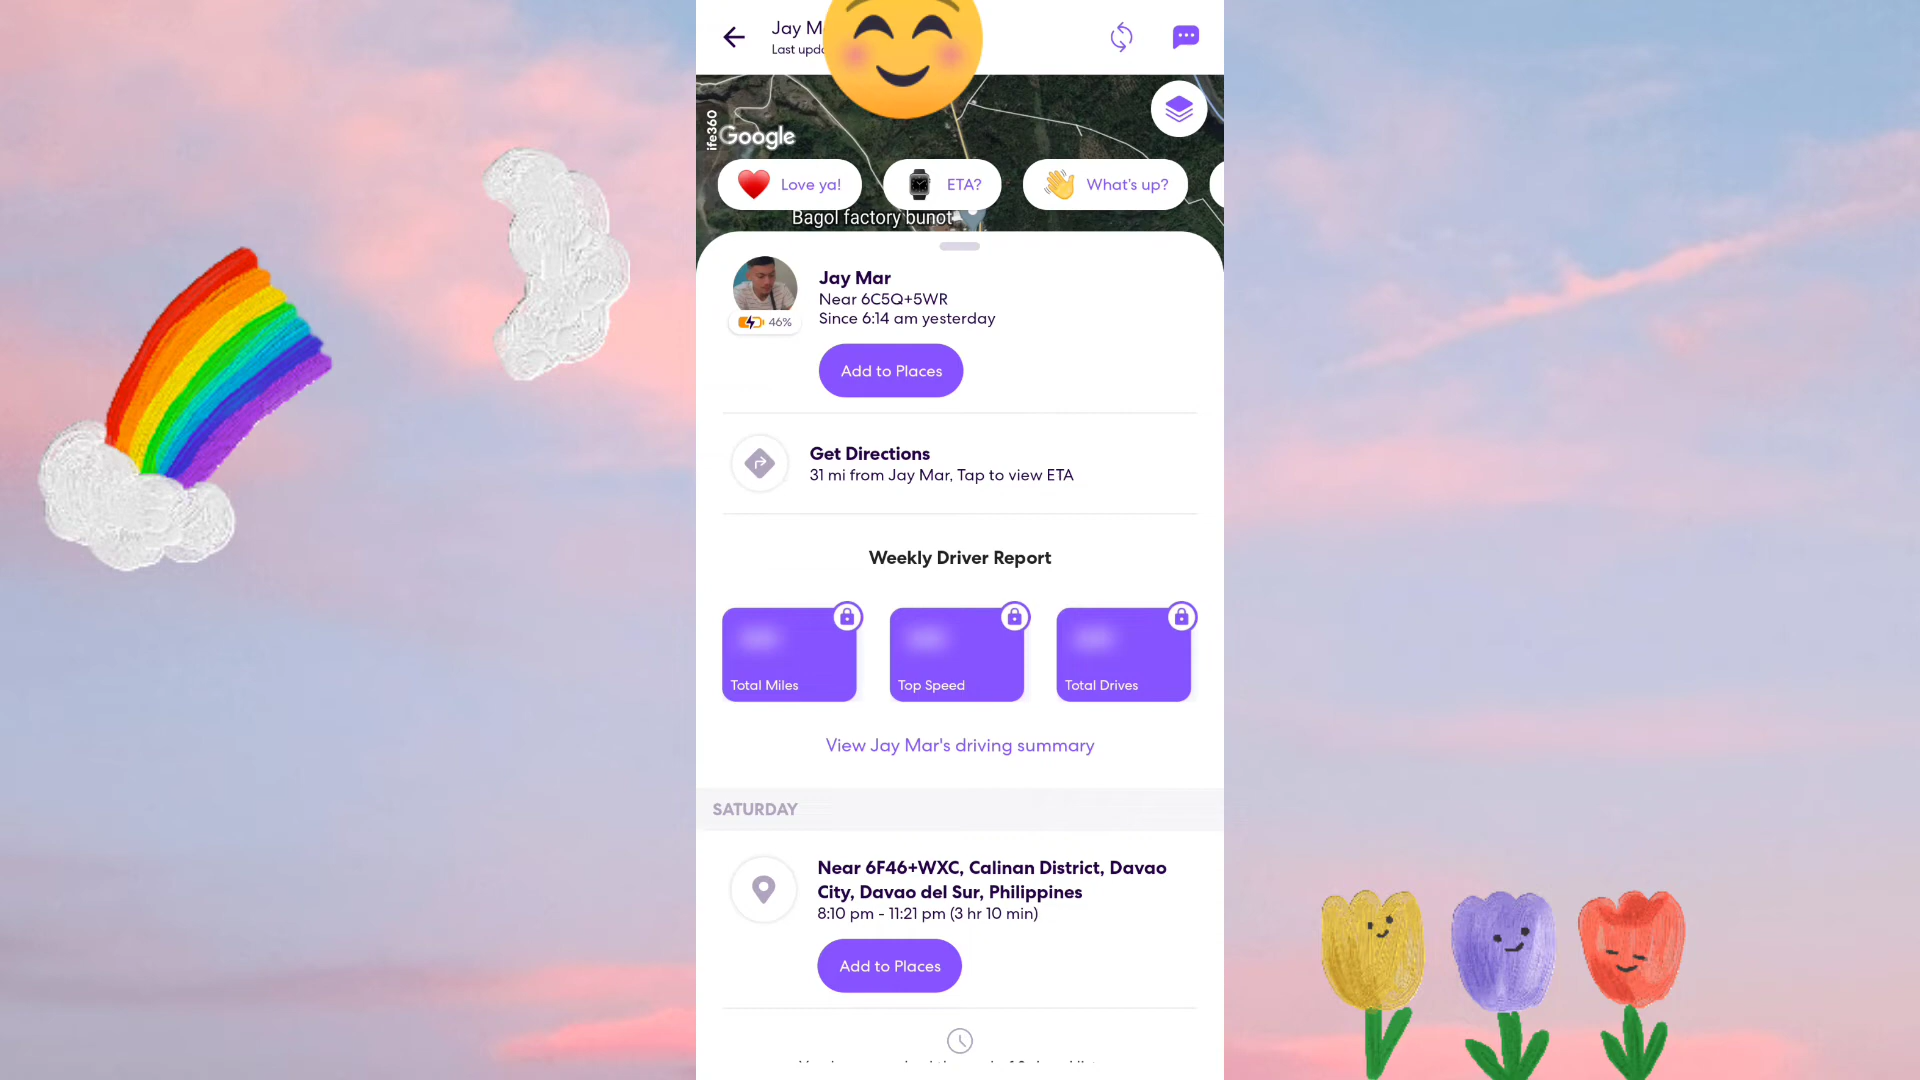 Jay M
Last upd
ife360
Google
Love ya!
ETA?
What's up?
Bagol factory bunot
Jay Mar
Near 6C5Q+5WR
46%
Since 6:14 am yesterday
Add to Places
Get Directions
31 mi from Jay Mar, Tap to view ETA
Weekly Driver Report
Total Miles
Top Speed
Total Drives
View Jay Mar's driving summary
SATURDAY
Near 6F46+WXC, Calinan District, Davao
City, Davao del Sur, Philippines
8:10 pm - 11:21 pm (3 hr 10 min)
Add to Places